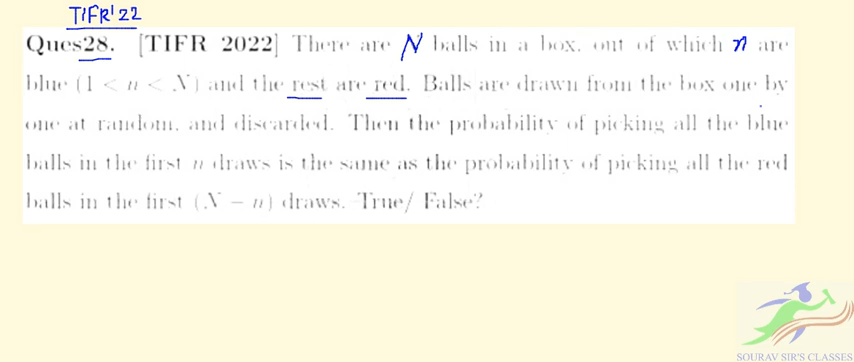 TIFR'22
Ques28. [TIFR 2022] There are N balls in a box, out of which n are
blue (1 < n < N) and the rest are red. Balls are drawn from the box one by
one at random, and discarded. Then the probability of picking all the blue
balls in the first n draws is the same as the probability of picking all the red
balls in the first (N − n) draws. True/ False?
SOURAV SIR'S CLASSES